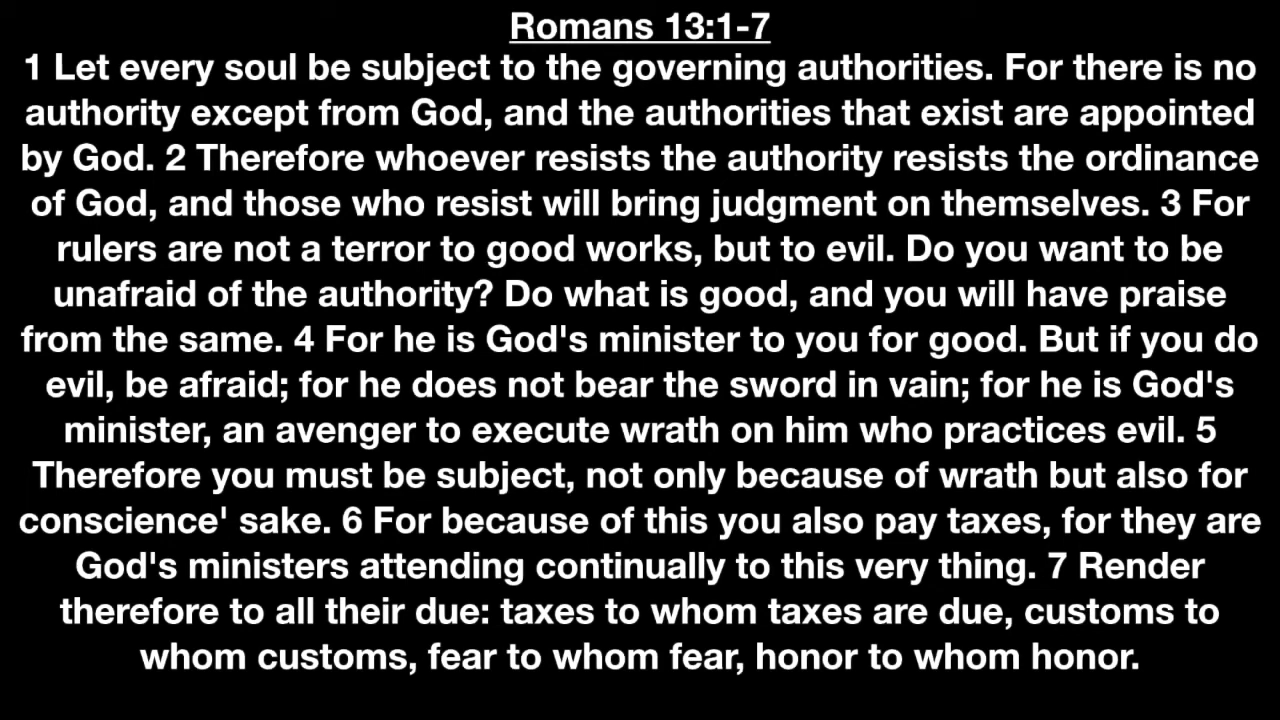 Romans 13:1-7
1 Let every soul be subject to the governing authorities. For there is no
authority except from God, and the authorities that exist are appointed
by God. 2 Therefore whoever resists the authority resists the ordinance
of God, and those who resist will bring judgment on themselves. 3 For
rulers are not a terror to good works, but to evil. Do you want to be
unafraid of the authority? Do what is good, and you will have praise
from the same. 4 For he is God's minister to you for good. But if you do
evil, be afraid; for he does not bear the sword in vain; for he is God's
minister, an avenger to execute wrath on him who practices evil. 5
Therefore you must be subject, not only because of wrath but also for
conscience' sake. 6 For because of this you also pay taxes, for they are
God's ministers attending continually to this very thing. 7 Render
therefore to all their due: taxes to whom taxes are due, customs to
whom customs, fear to whom fear, honor to whom honor.